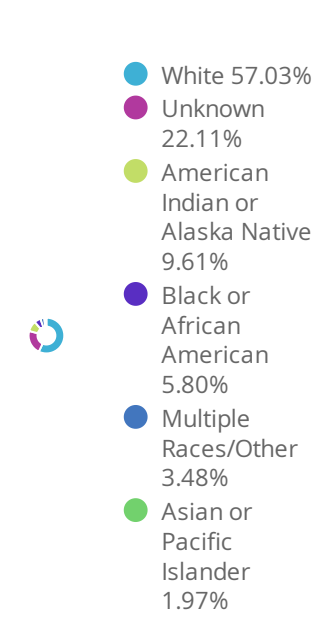 White 57.03%
Unknown
22.11%
American
Indian or
Alaska Native
9.61%
Black or
African
American
5.80%
Multiple
Races/Other
3.48%
Asian or
Pacific
Islander
1.97%